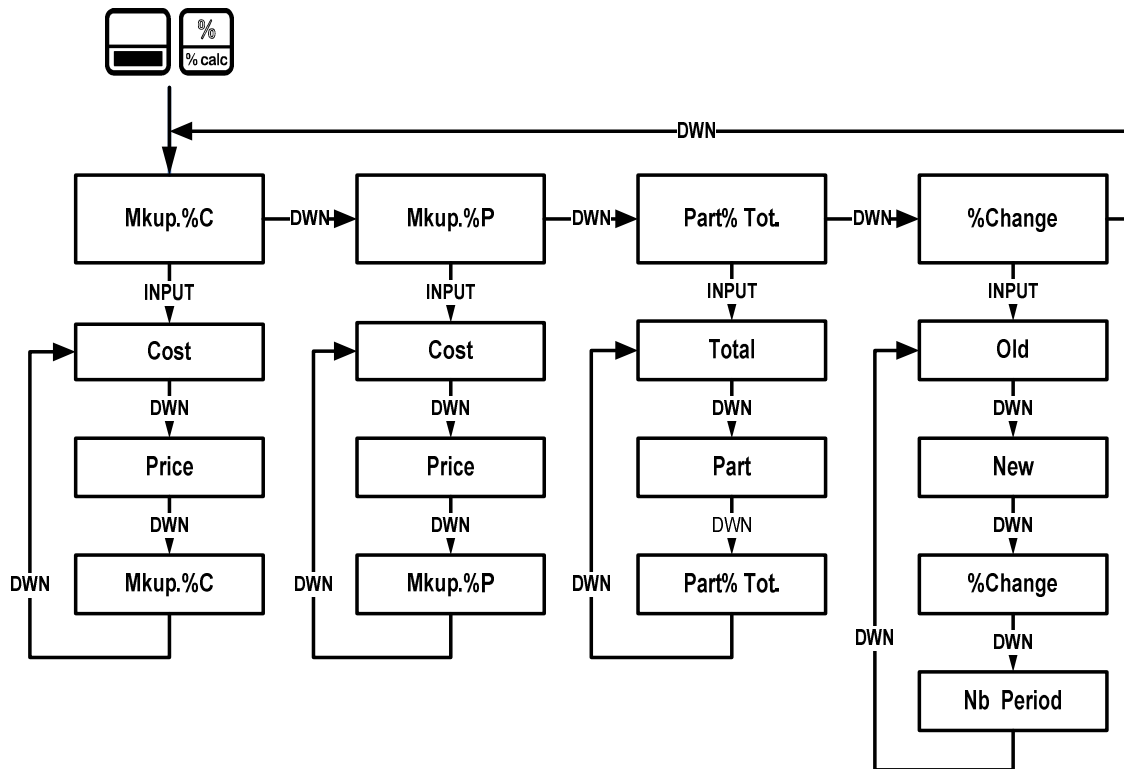 %
% calc
DWN
Mkup.%C
DWN
Mkup.%P
DWN
Part% Tot.
DWN
%Change
INPUT
INPUT
INPUT
INPUT
Cost
Cost
Total
Old
DWN
DWN
DWN
DWN
Price
Price
Part
New
DWN
DWN
DWN
DWN
Mkup.%C
Mkup.%P
Part% Tot.
%Change
DWN
DWN
DWN
DWN
DWN
Nb Period